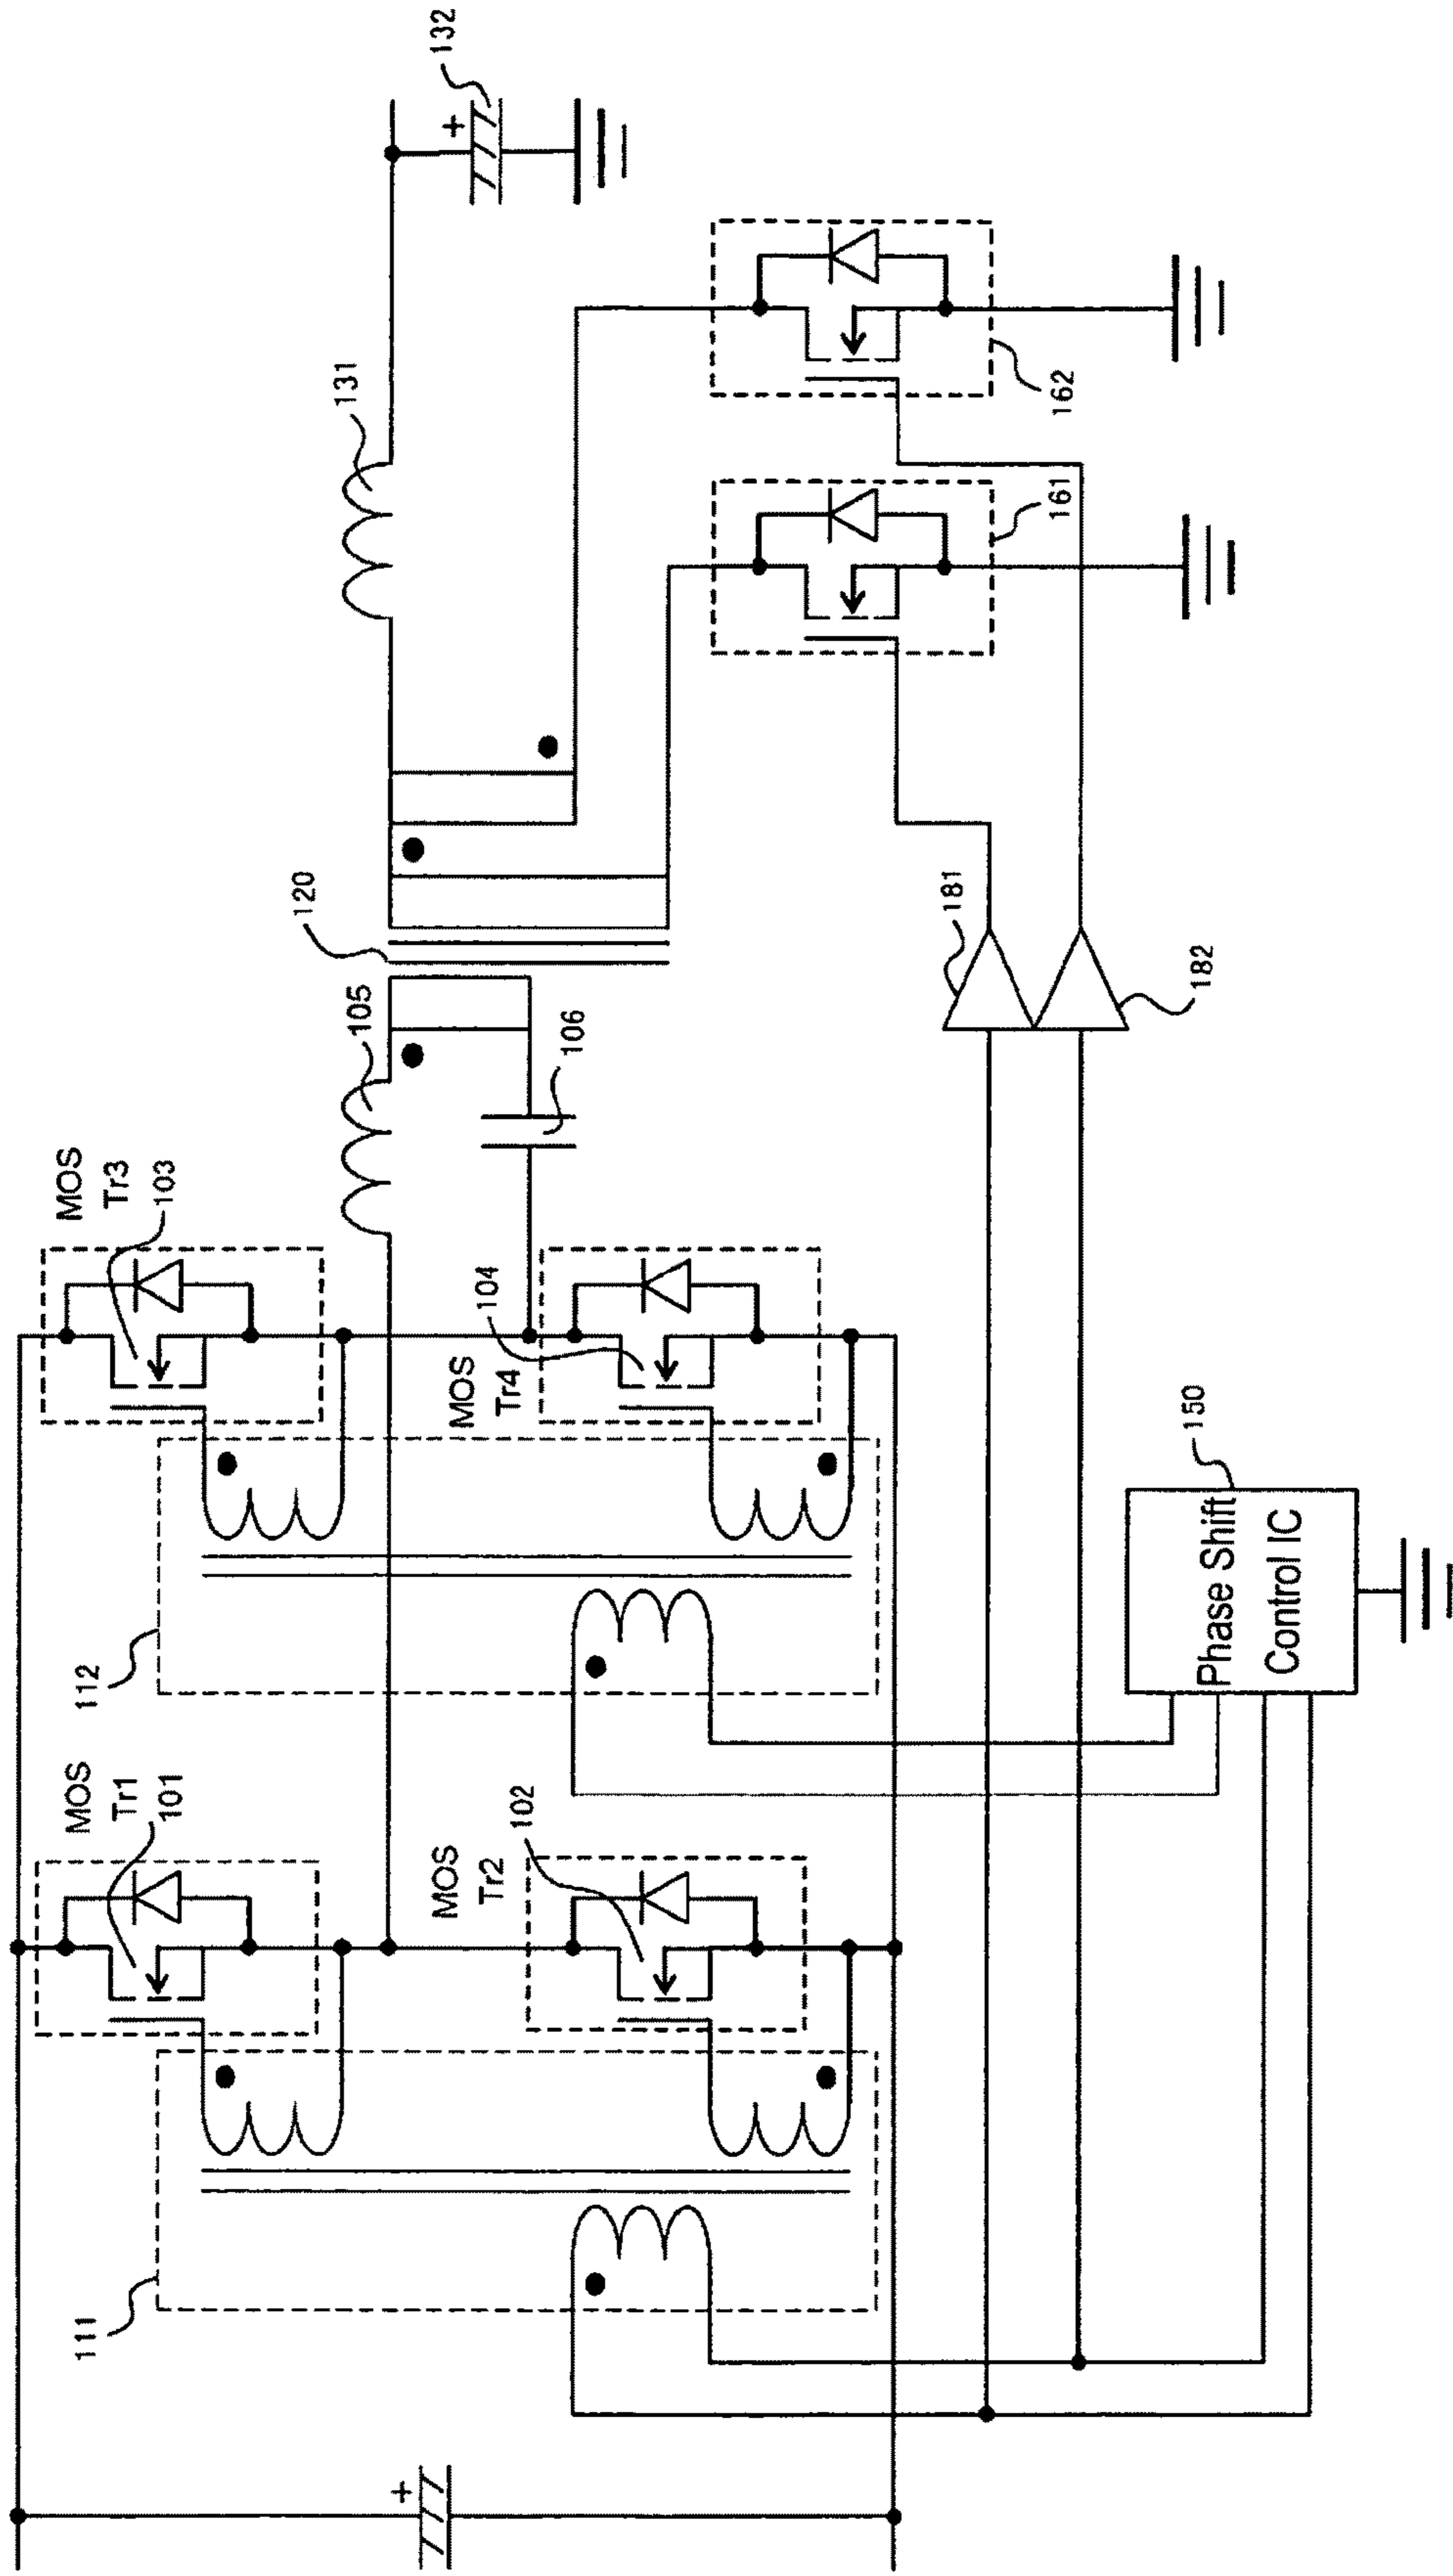 111
112
MOS
Tr1
101
MOS
Tr2
102
MOS
Tr3
103
MOS
Tr4
104
105
106
120
131
+
132
+
161
162
181
182
150
Phase Shift
Control IC